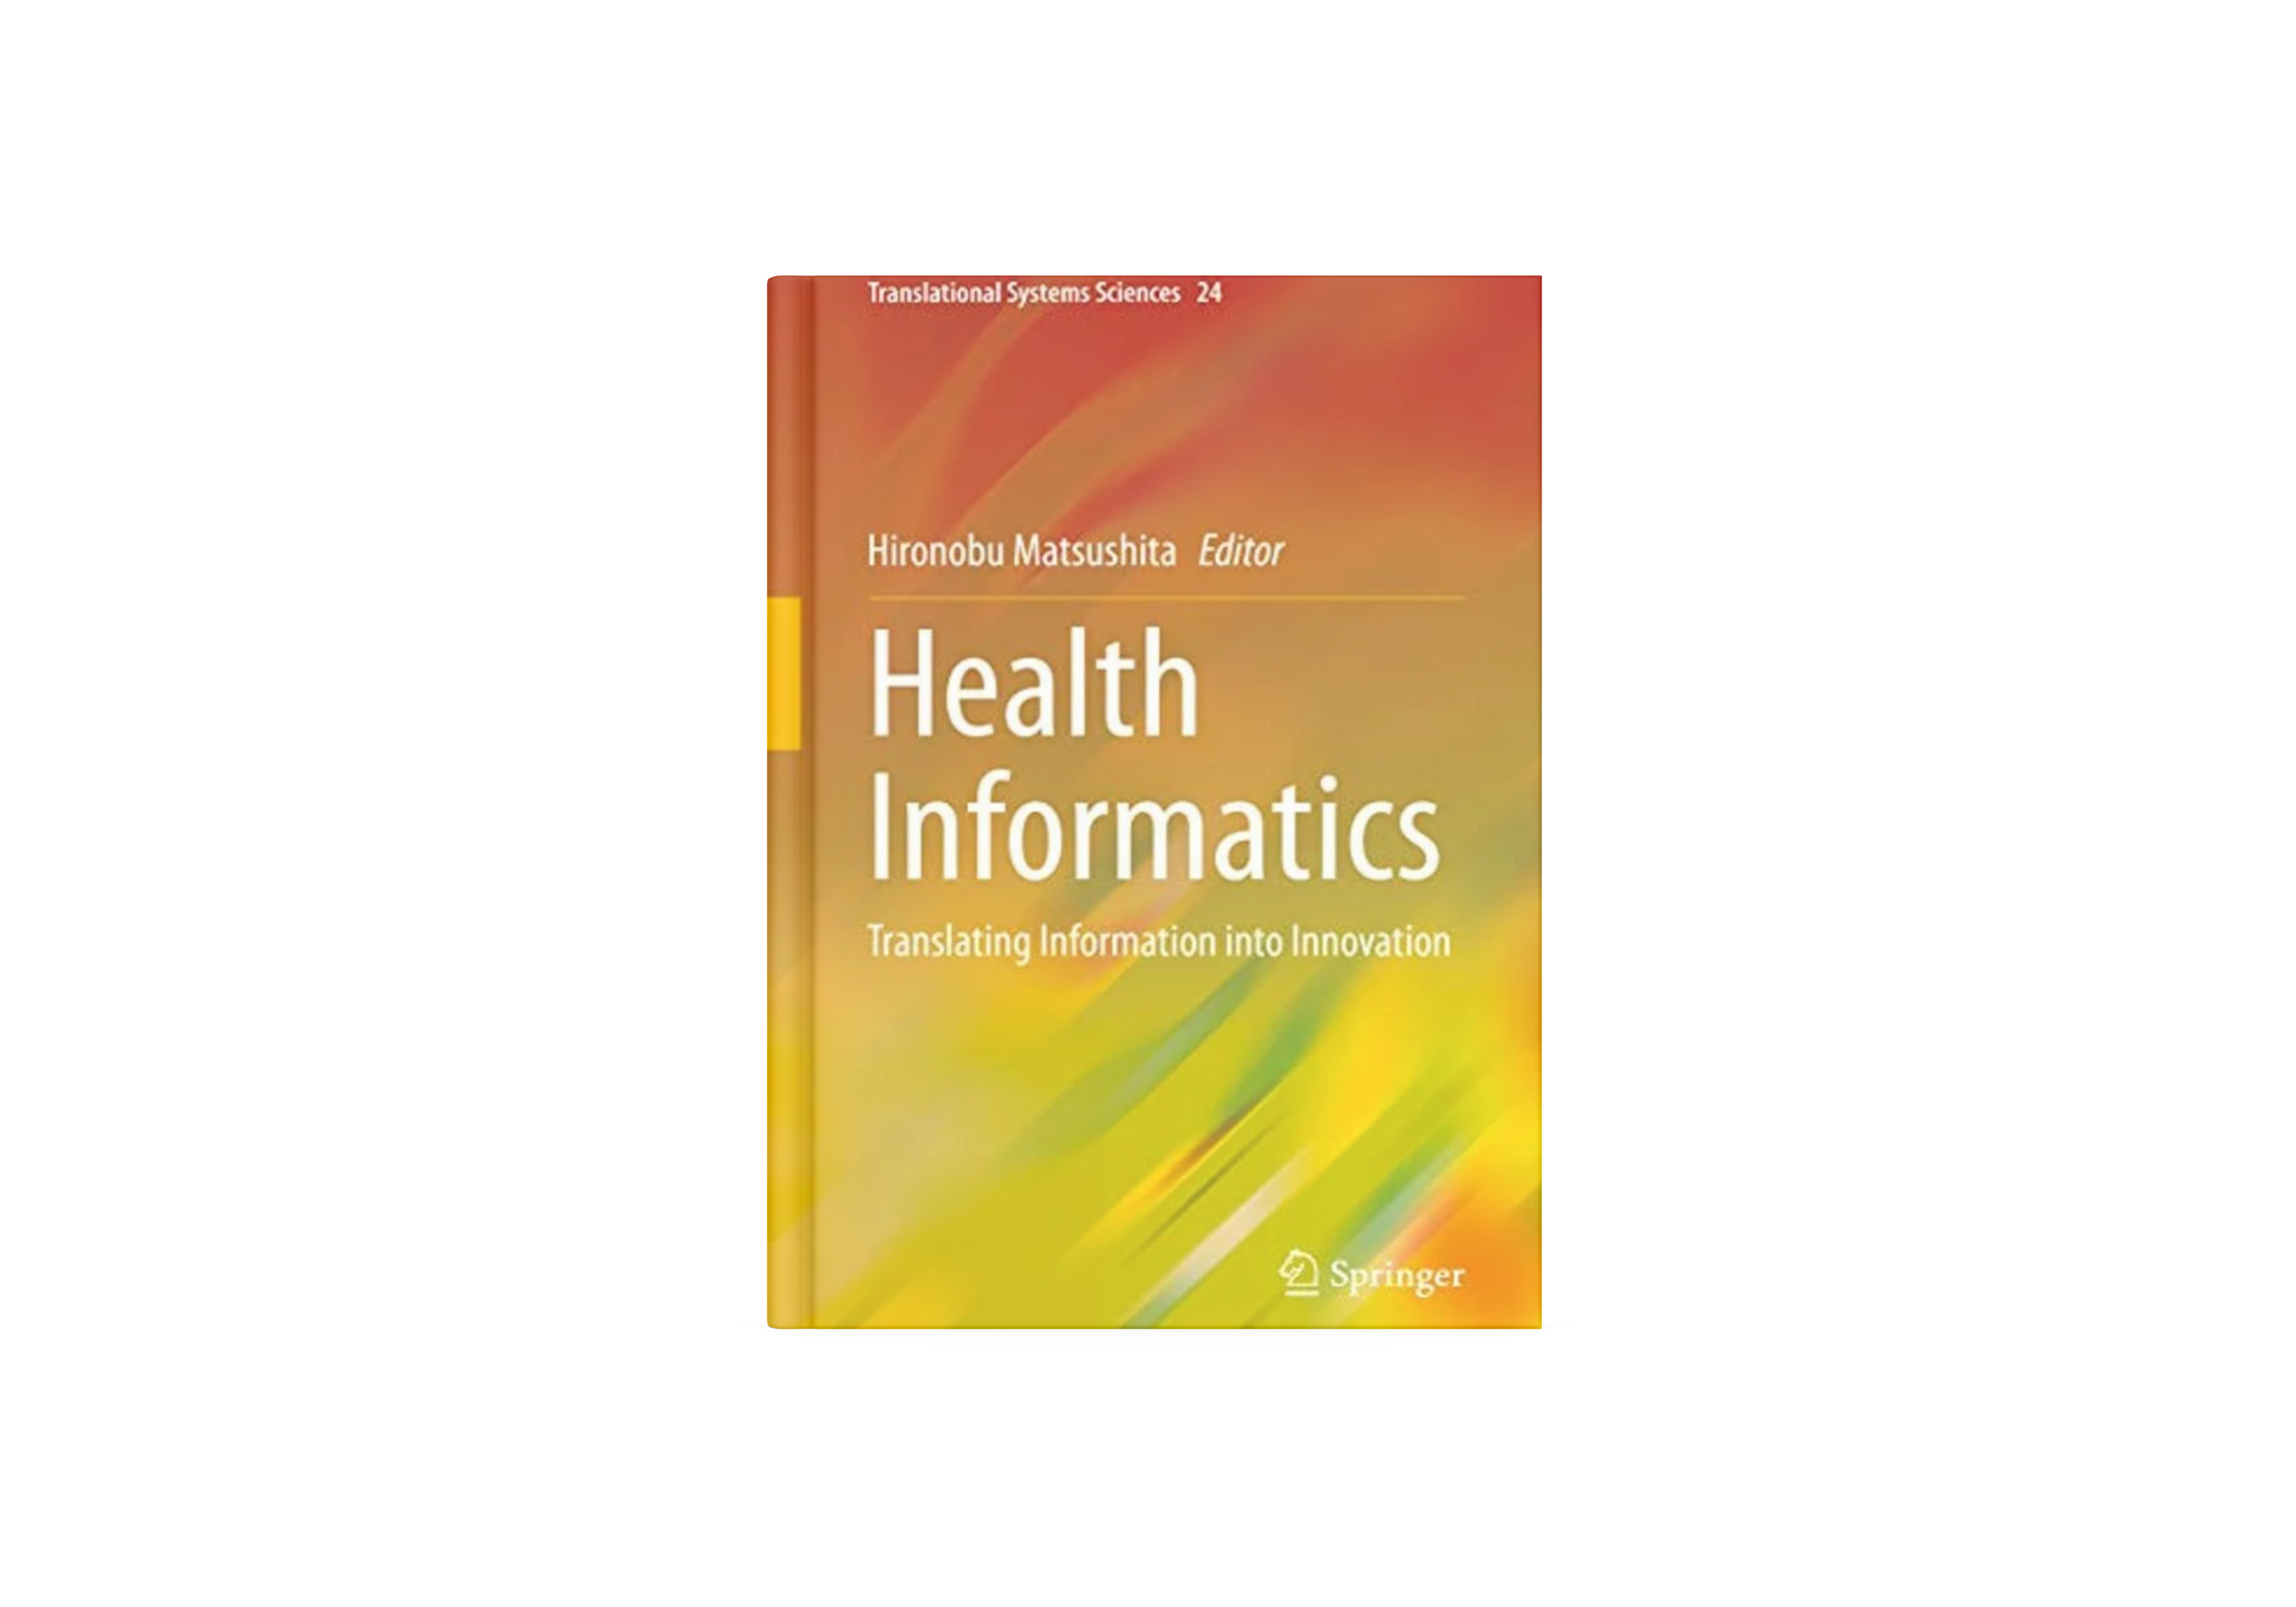 Translational Systems Sciences 24
Hironobu Matsushita Editor
Health
Informatics
Translating Information into Innovation
Springer